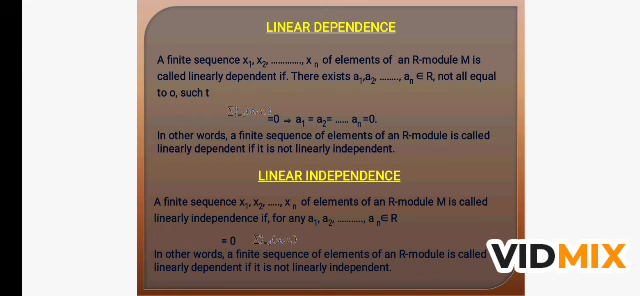 LINEAR DEPENDENCE
A finite sequence x₁, x₂, ............., x ₙ of elements of an R-module M is
called linearly dependent if. There exists a₁,a₂, ........, aₙ ∈ R, not all equal
to o, such t
=0 ⇒ a₁ = a₂= ...... aₙ =0.
In other words, a finite sequence of elements of an R-module is called
linearly dependent if it is not linearly independent.
LINEAR INDEPENDENCE
A finite sequence x₁, x₂, ....., x ₙ of elements of an R-module M is called
linearly independence if, for any a₁, a₂, ..........., a ₙ∈ R
= 0
In other words, a finite sequence of elements of an R-module is called
linearly dependent if it is not linearly independent.
VIDMIX